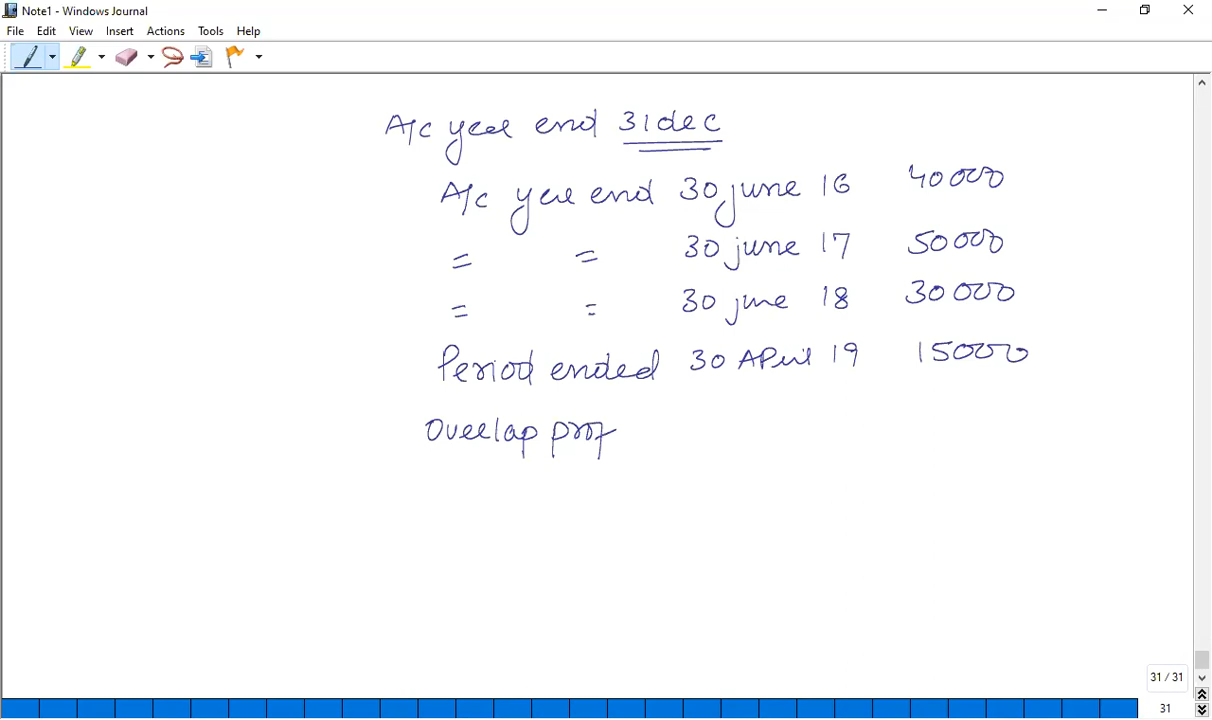 Note1 - Windows Journal
File Edit View Insert Actions Tools Help
A/c year end 31 dec
A/c year end 30 june 16 40000
= = 30 june 17 50000
= = 30 june 18 30000
Period ended 30 APril 19 15000
Overlap prof
31 / 31
31